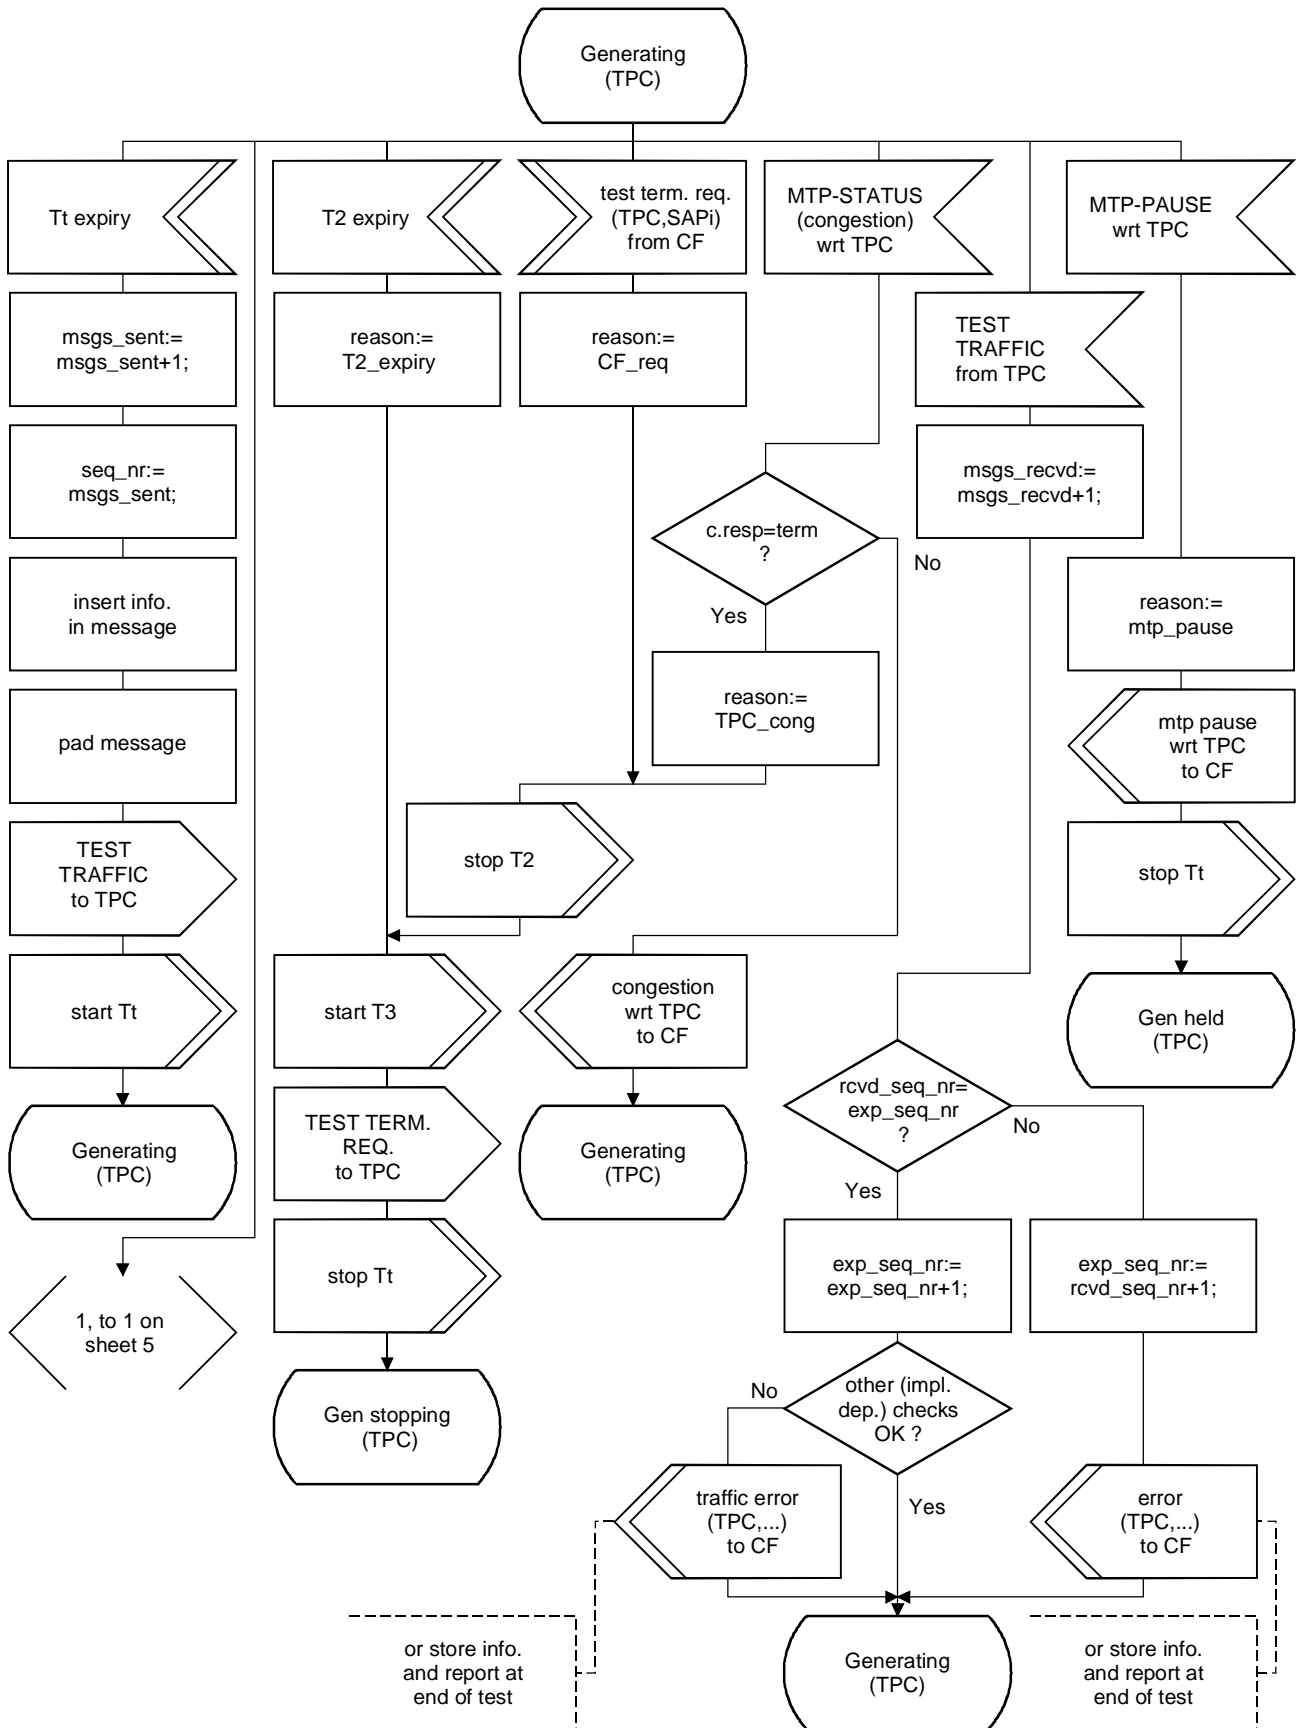 Generating
(TPC)
Tt expiry
T2 expiry
test term. req.
(TPC,SAPi)
from CF
MTP-STATUS
(congestion)
wrt TPC
MTP-PAUSE
wrt TPC
msgs_sent:=
msgs_sent+1;
reason:=
T2_expiry
reason:=
CF_req
TEST
TRAFFIC
from TPC
seq_nr:=
msgs_sent;
msgs_recvd:=
msgs_recvd+1;
c.resp=term
?
No
Yes
insert info.
in message
reason:=
mtp_pause
reason:=
TPC_cong
pad message
mtp pause
wrt TPC
to CF
TEST
TRAFFIC
to TPC
stop T2
stop Tt
start Tt
start T3
congestion
wrt TPC
to CF
Gen held
(TPC)
rcvd_seq_nr=
exp_seq_nr
?
No
Yes
Generating
(TPC)
TEST TERM.
REQ.
to TPC
Generating
(TPC)
stop Tt
exp_seq_nr:=
exp_seq_nr+1;
exp_seq_nr:=
rcvd_seq_nr+1;
1, to 1 on
sheet 5
Gen stopping
(TPC)
No
other (impl.
dep.) checks
OK ?
Yes
traffic error
(TPC,...)
to CF
error
(TPC,...)
to CF
or store info.
and report at
end of test
Generating
(TPC)
or store info.
and report at
end of test